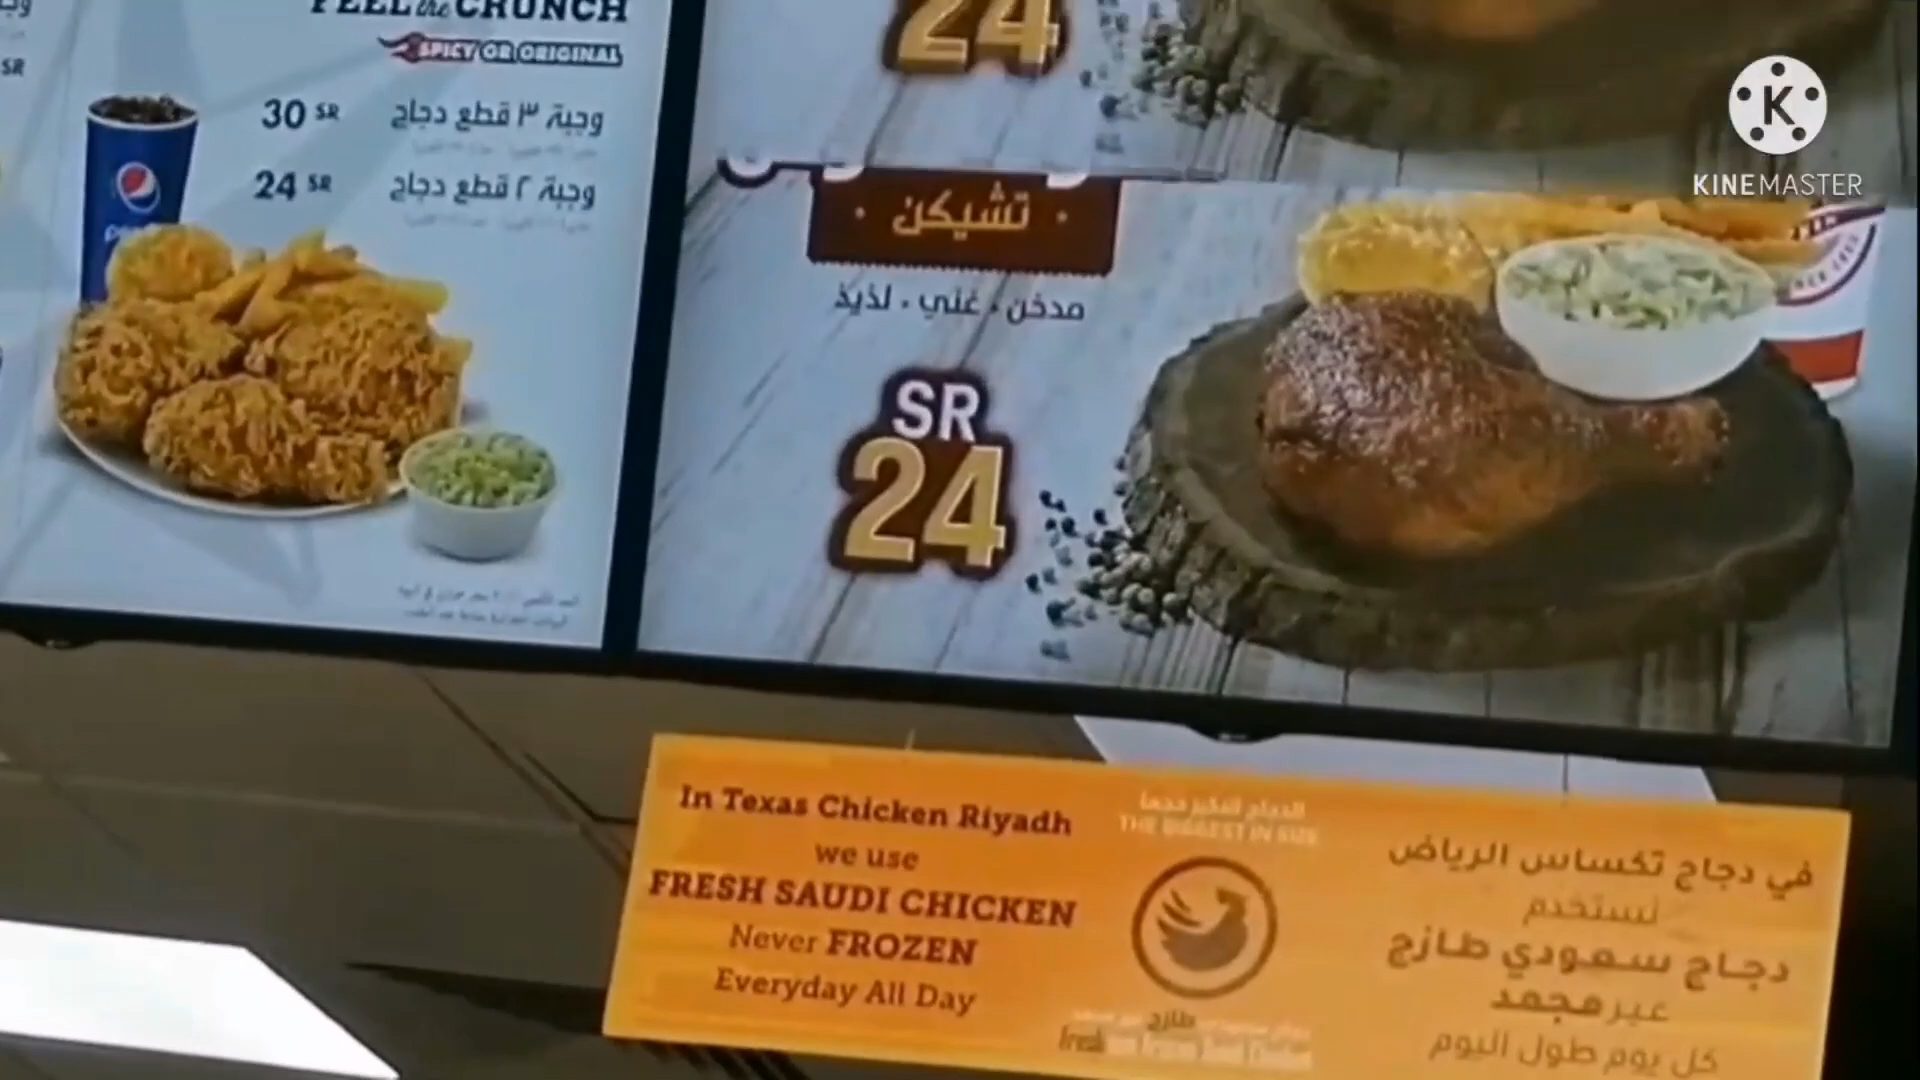 FEEL the CRUNCH
SPICY OR ORIGINAL
SR
30 SR وجبة ٣ قطع دجاج
24 SR وجبة ٢ قطع دجاج
24
· تشيكن ·
مدخن . غني . لذيذ
SR
24
K
KINEMASTER
In Texas Chicken Riyadh
we use
FRESH SAUDI CHICKEN
Never FROZEN
Everyday All Day
THE BIGGEST IN SIZE
طازج
fresh
في دجاج تكساس الرياض
نستخدم
دجاج سعودي طازج
غير مجمد
كل يوم طول اليوم